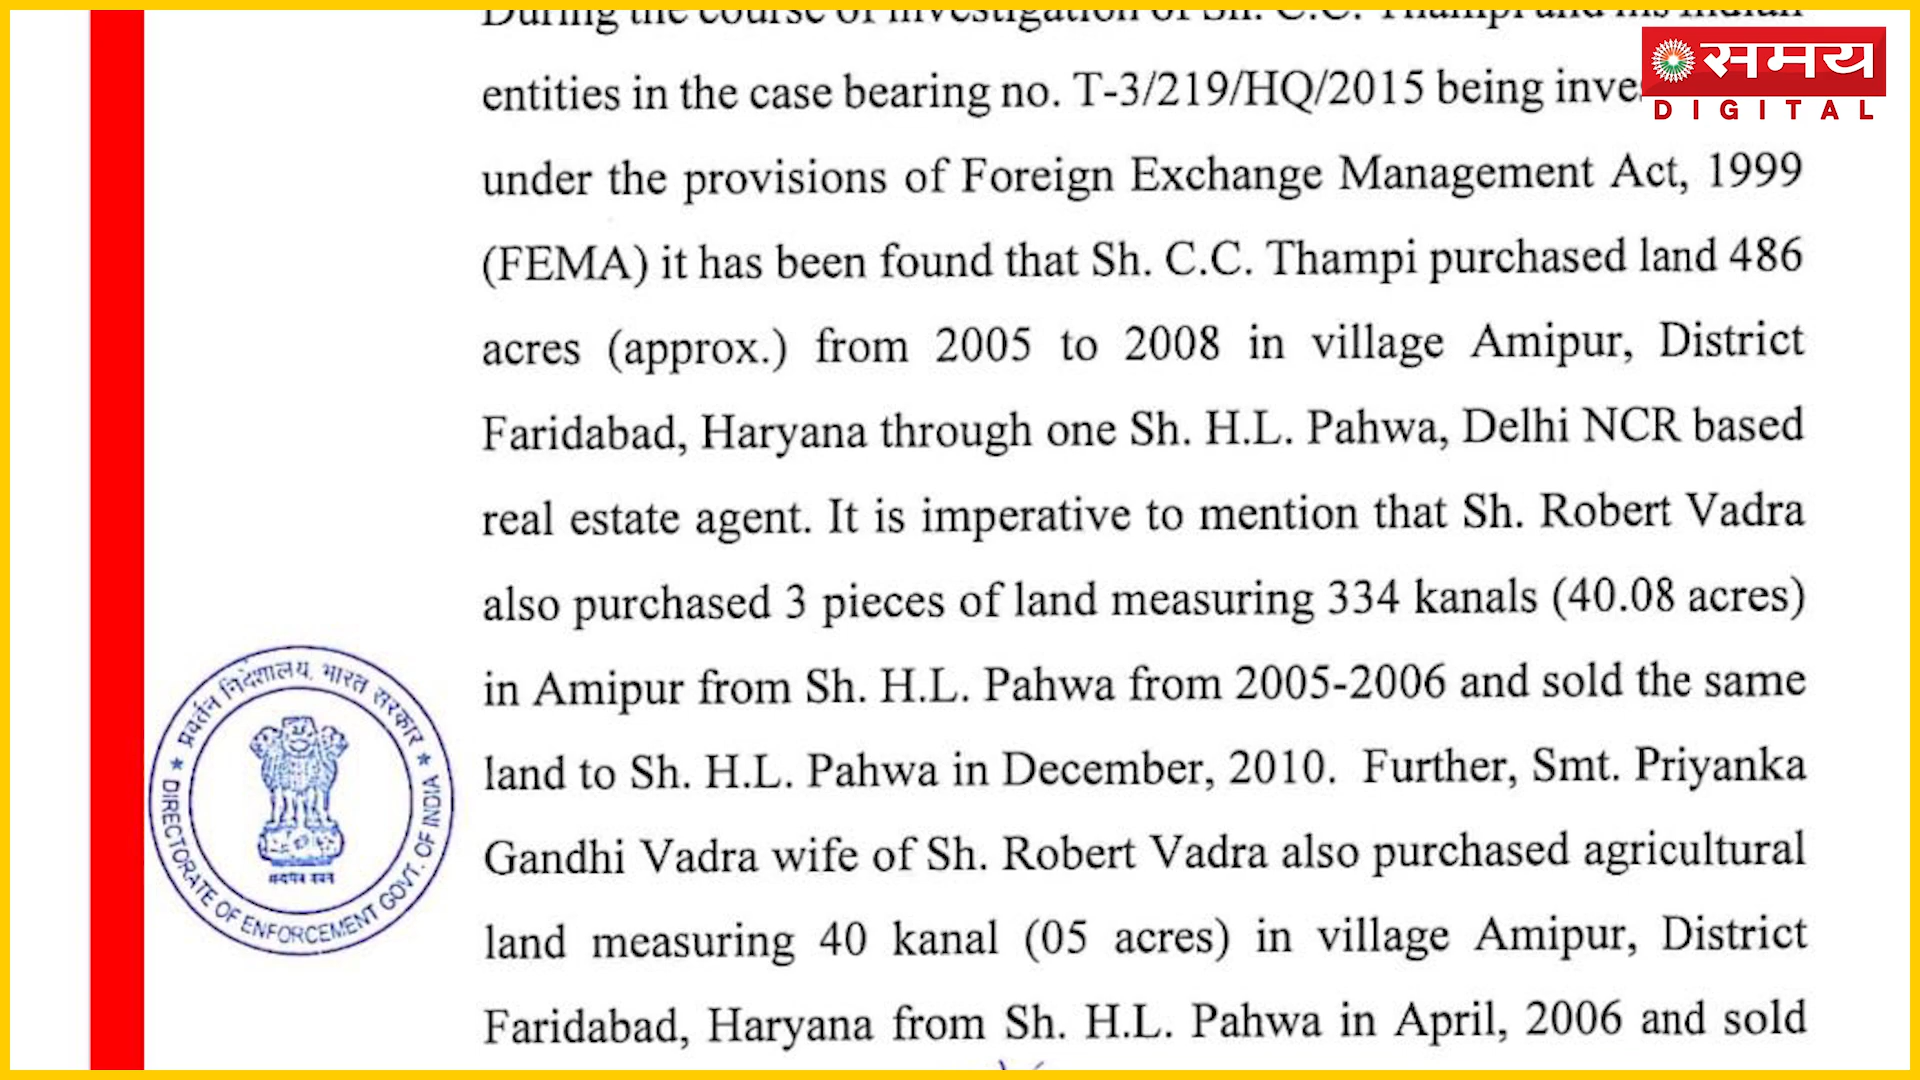 During the course of investigation of Sh. C.C. Thampi and his Indian
entities in the case bearing no. T-3/219/HQ/2015 being
under the provisions of Foreign Exchange Management Act, 1999
(FEMA) it has been found that Sh. C.C. Thampi purchased land 486
acres (approx.) from 2005 to 2008 in village Amipur, District
Faridabad, Haryana through one Sh. H.L. Pahwa, Delhi NCR based
real estate agent. It is imperative to mention that Sh. Robert Vadra
also purchased 3 pieces of land measuring 334 kanals (40.08 acres)
in Amipur from Sh. H.L. Pahwa from 2005-2006 and sold the same
land to Sh. H.L. Pahwa in December, 2010. Further, Smt. Priyanka
Gandhi Vadra wife of Sh. Robert Vadra also purchased agricultural
land measuring 40 kanal (05 acres) in village Amipur, District
Faridabad, Haryana from Sh. H.L. Pahwa in April, 2006 and sold
समय
DIGITAL
प्रवर्तन निदेशालय, भारत सरकार
DIRECTORATE OF ENFORCEMENT GOVT. OF INDIA